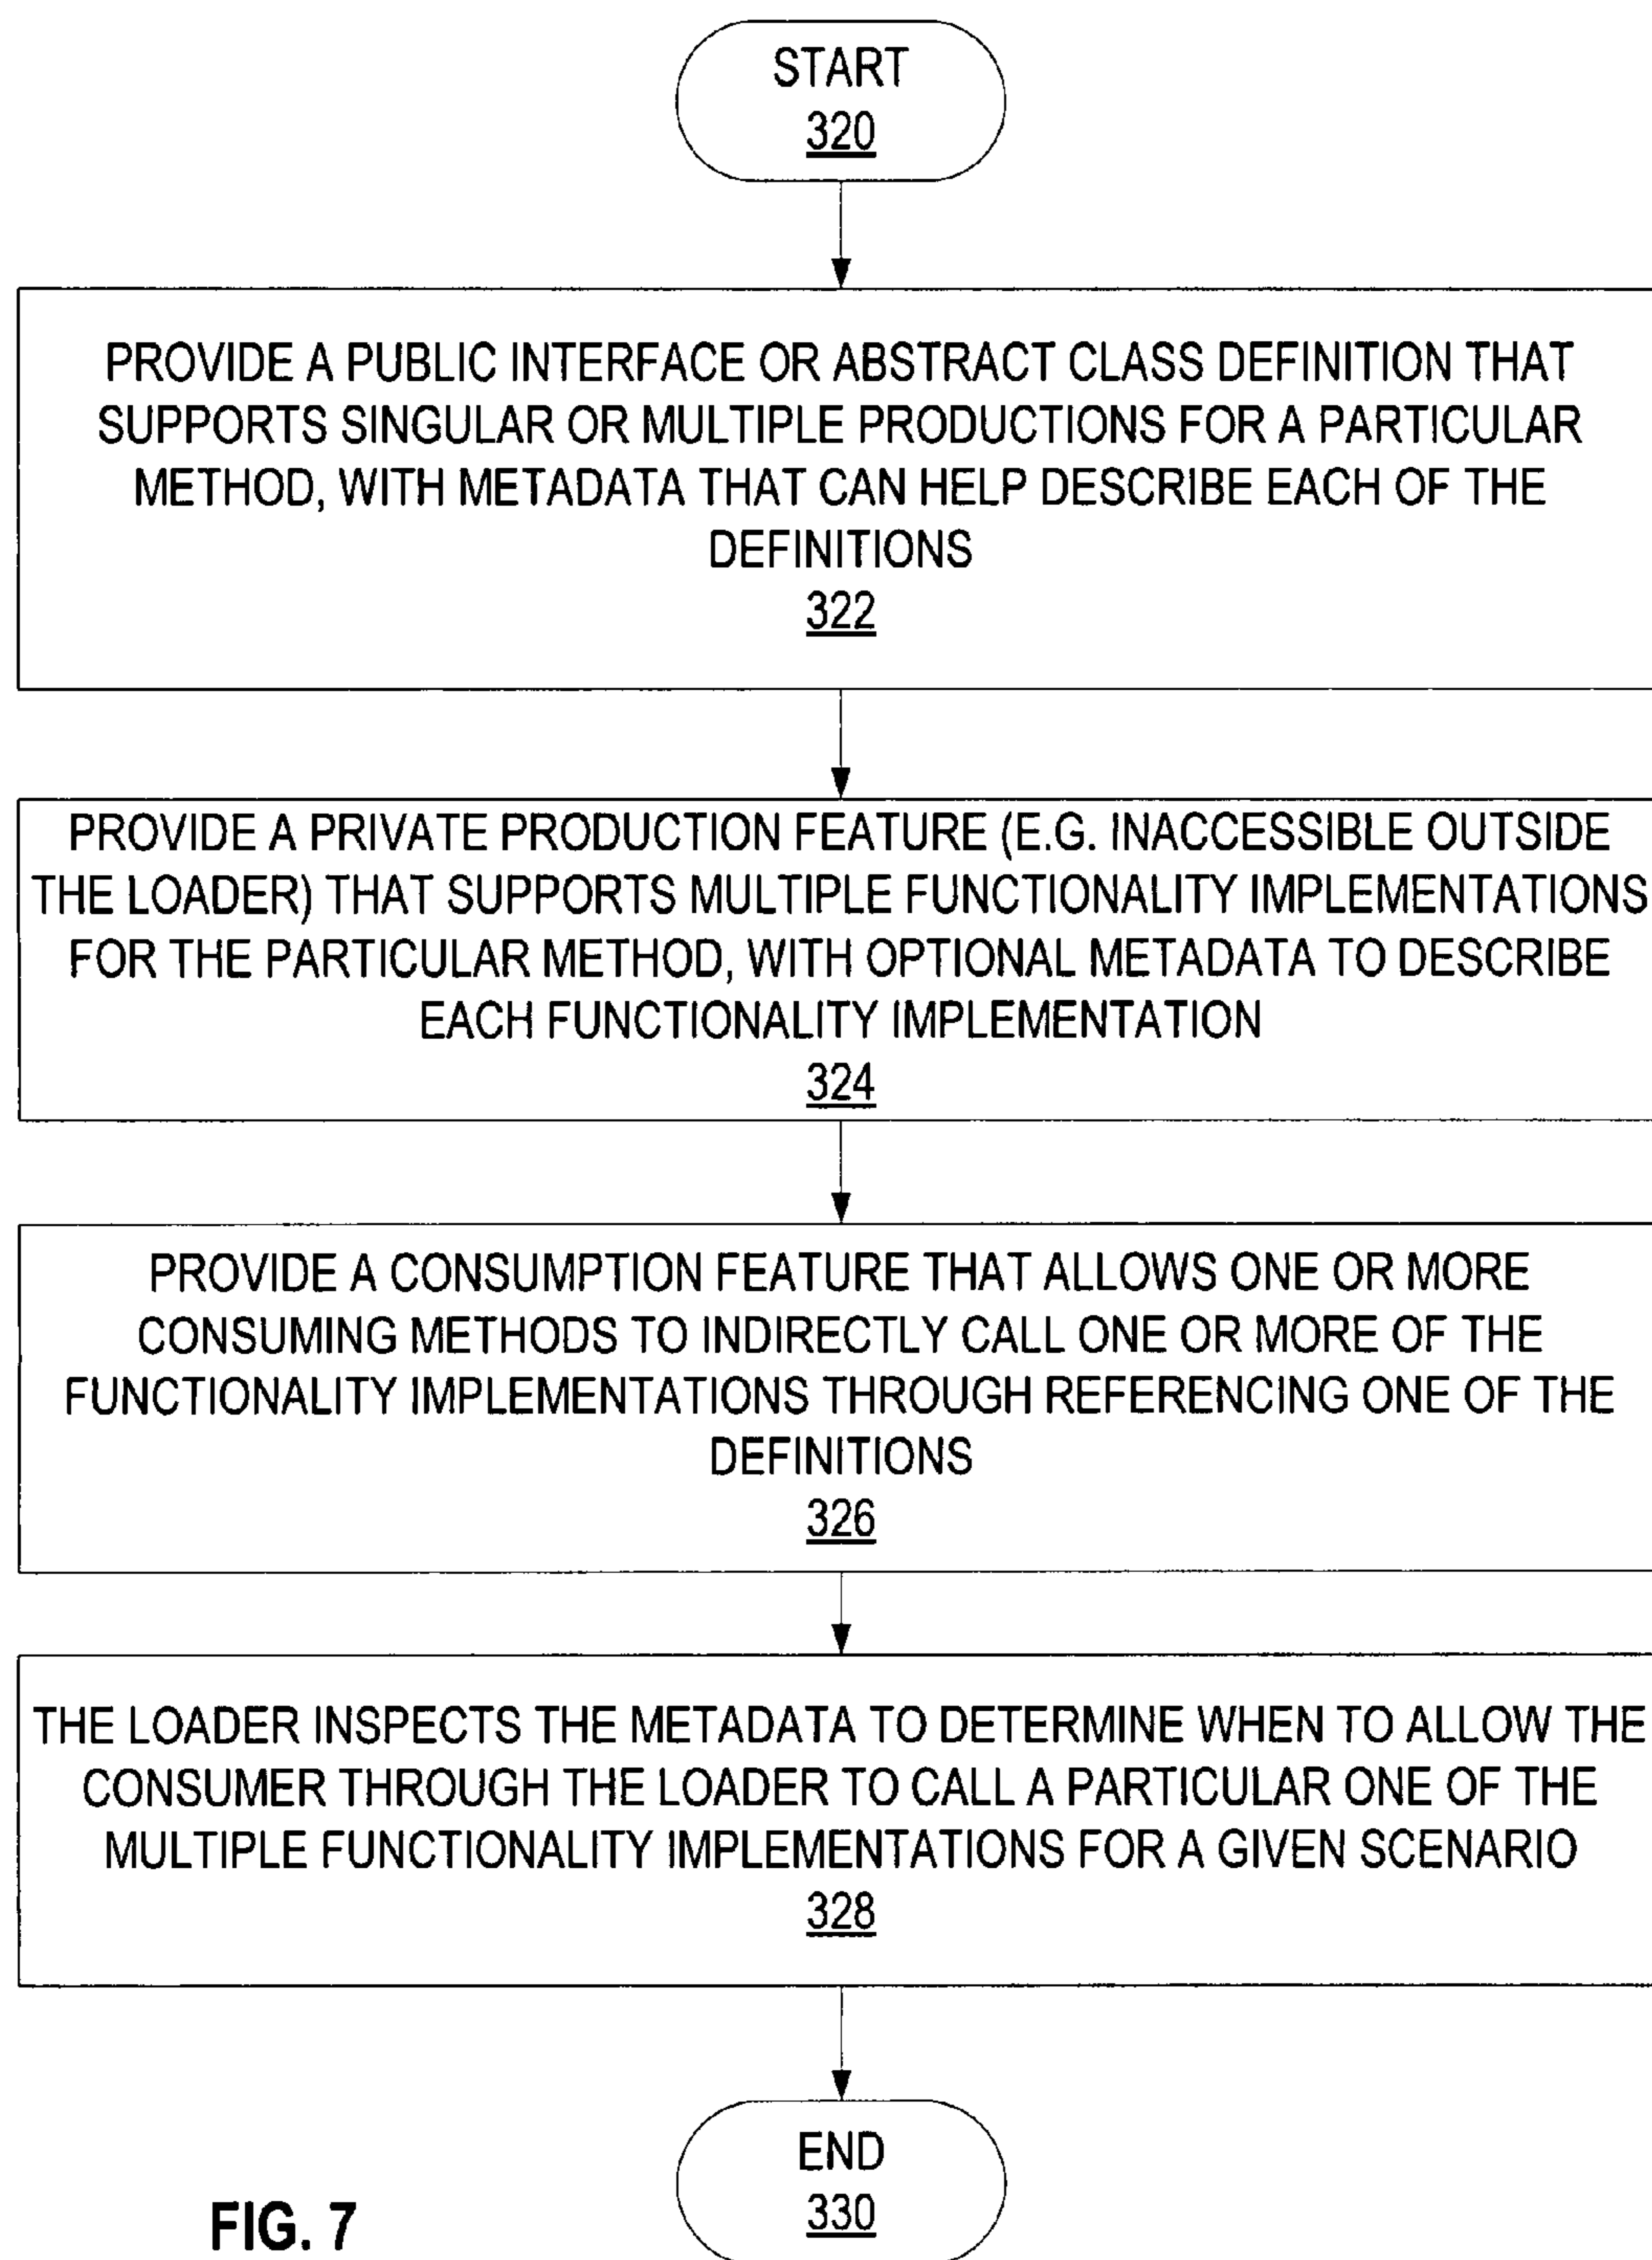 START
320
PROVIDE A PUBLIC INTERFACE OR ABSTRACT CLASS DEFINITION THAT
SUPPORTS SINGULAR OR MULTIPLE PRODUCTIONS FOR A PARTICULAR
METHOD, WITH METADATA THAT CAN HELP DESCRIBE EACH OF THE
DEFINITIONS
322
PROVIDE A PRIVATE PRODUCTION FEATURE (E.G. INACCESSIBLE OUTSIDE
THE LOADER) THAT SUPPORTS MULTIPLE FUNCTIONALITY IMPLEMENTATIONS
FOR THE PARTICULAR METHOD, WITH OPTIONAL METADATA TO DESCRIBE
EACH FUNCTIONALITY IMPLEMENTATION
324
PROVIDE A CONSUMPTION FEATURE THAT ALLOWS ONE OR MORE
CONSUMING METHODS TO INDIRECTLY CALL ONE OR MORE OF THE
FUNCTIONALITY IMPLEMENTATIONS THROUGH REFERENCING ONE OF THE
DEFINITIONS
326
THE LOADER INSPECTS THE METADATA TO DETERMINE WHEN TO ALLOW THE
CONSUMER THROUGH THE LOADER TO CALL A PARTICULAR ONE OF THE
MULTIPLE FUNCTIONALITY IMPLEMENTATIONS FOR A GIVEN SCENARIO
328
END
330
FIG. 7